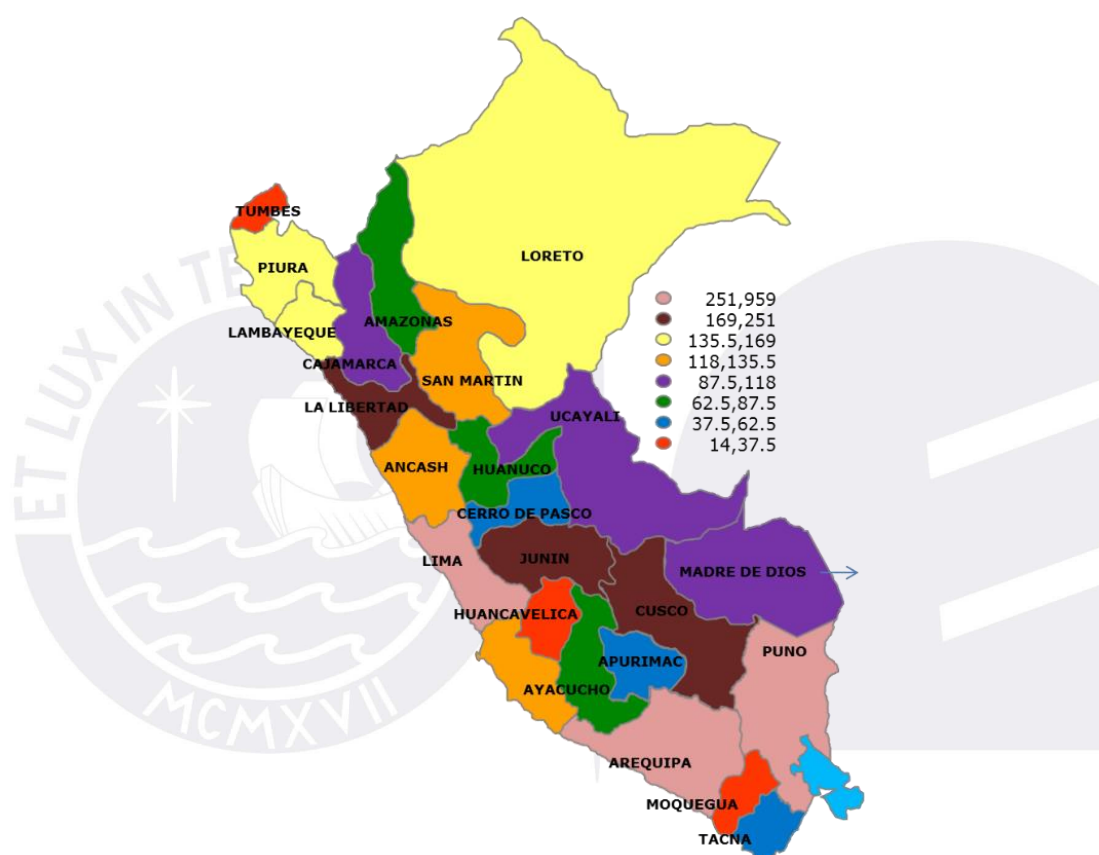 TUMBES
PIURA
LORETO
LAMBAYEQUE
AMAZONAS
CAJAMARCA
SAN MARTIN
LA LIBERTAD
UCAYALI
ANCASH
HUANUCO
CERRO DE PASCO
LIMA
JUNIN
MADRE DE DIOS
HUANCAVELICA
CUSCO
PUNO
APURIMAC
AYACUCHO
AREQUIPA
MOQUEGUA
TACNA
251,959
169,251
135.5,169
118,135.5
87.5,118
62.5,87.5
37.5,62.5
14,37.5
ET LUX IN TE
MCMXVII